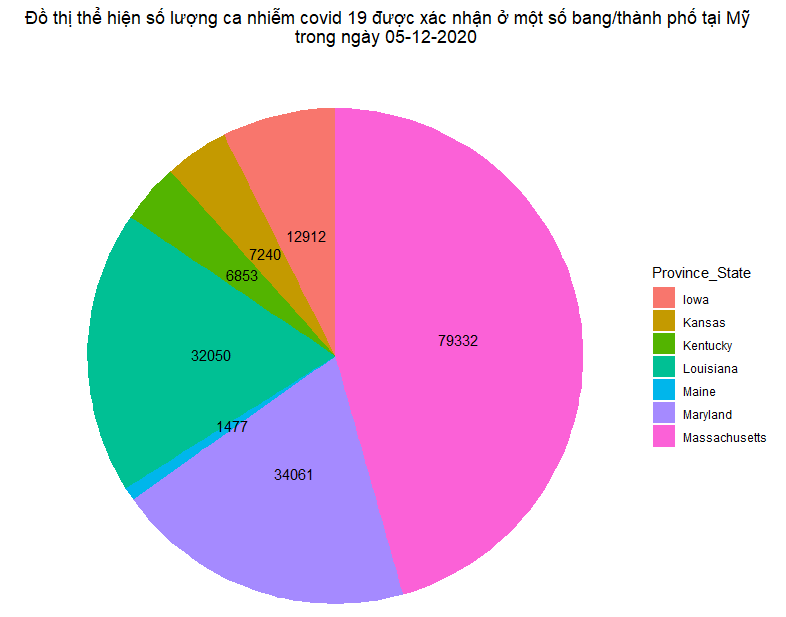 Đồ thị thể hiện số lượng ca nhiễm covid 19 được xác nhận ở một số bang/thành phố tại Mỹ
trong ngày 05-12-2020
12912
7240
6853
79332
32050
1477
34061
Province_State
Iowa
Kansas
Kentucky
Louisiana
Maine
Maryland
Massachusetts